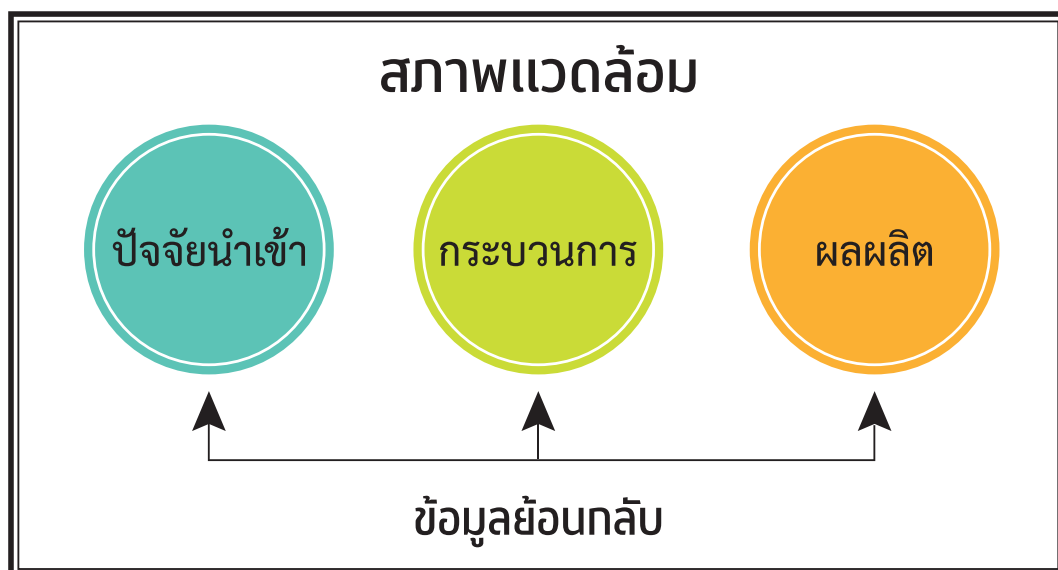 สภาพแวดล้อม
ปัจจัยนำเข้า
กระบวนการ
ผลผลิต
ข้อมูลย้อนกลับ